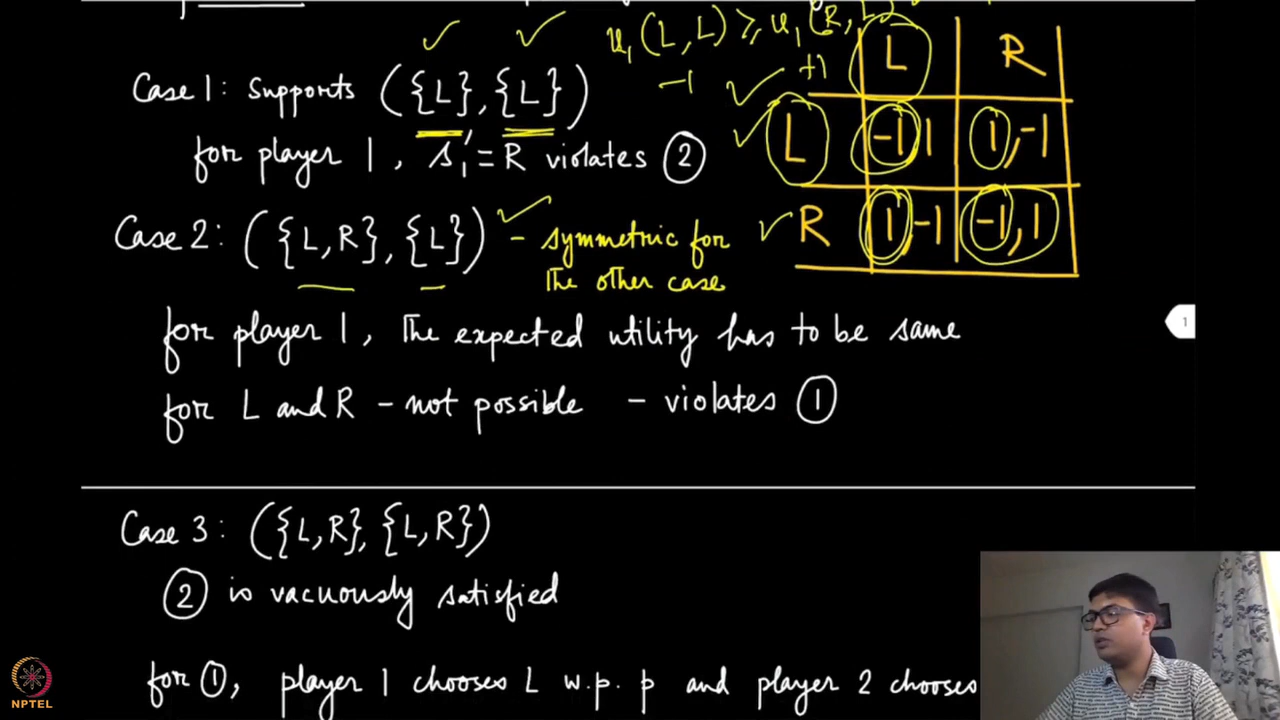 u₁(L, L) ⩾ u₁(R, L)
-1 +1
Case 1: Supports ({L}, {L})
for player 1, s₁' = R violates ②
Case 2: ({L,R}, {L}) - symmetric for
the other case
for player 1, The expected utility has to be same
for L and R - not possible - violates ①
Case 3: ({L,R}, {L,R})
② is vacuously satisfied
for ①, player 1 chooses L w.p. p and player 2 chooses
L R
L -1, 1 1, -1
R 1, -1 -1, 1
1
NPTEL